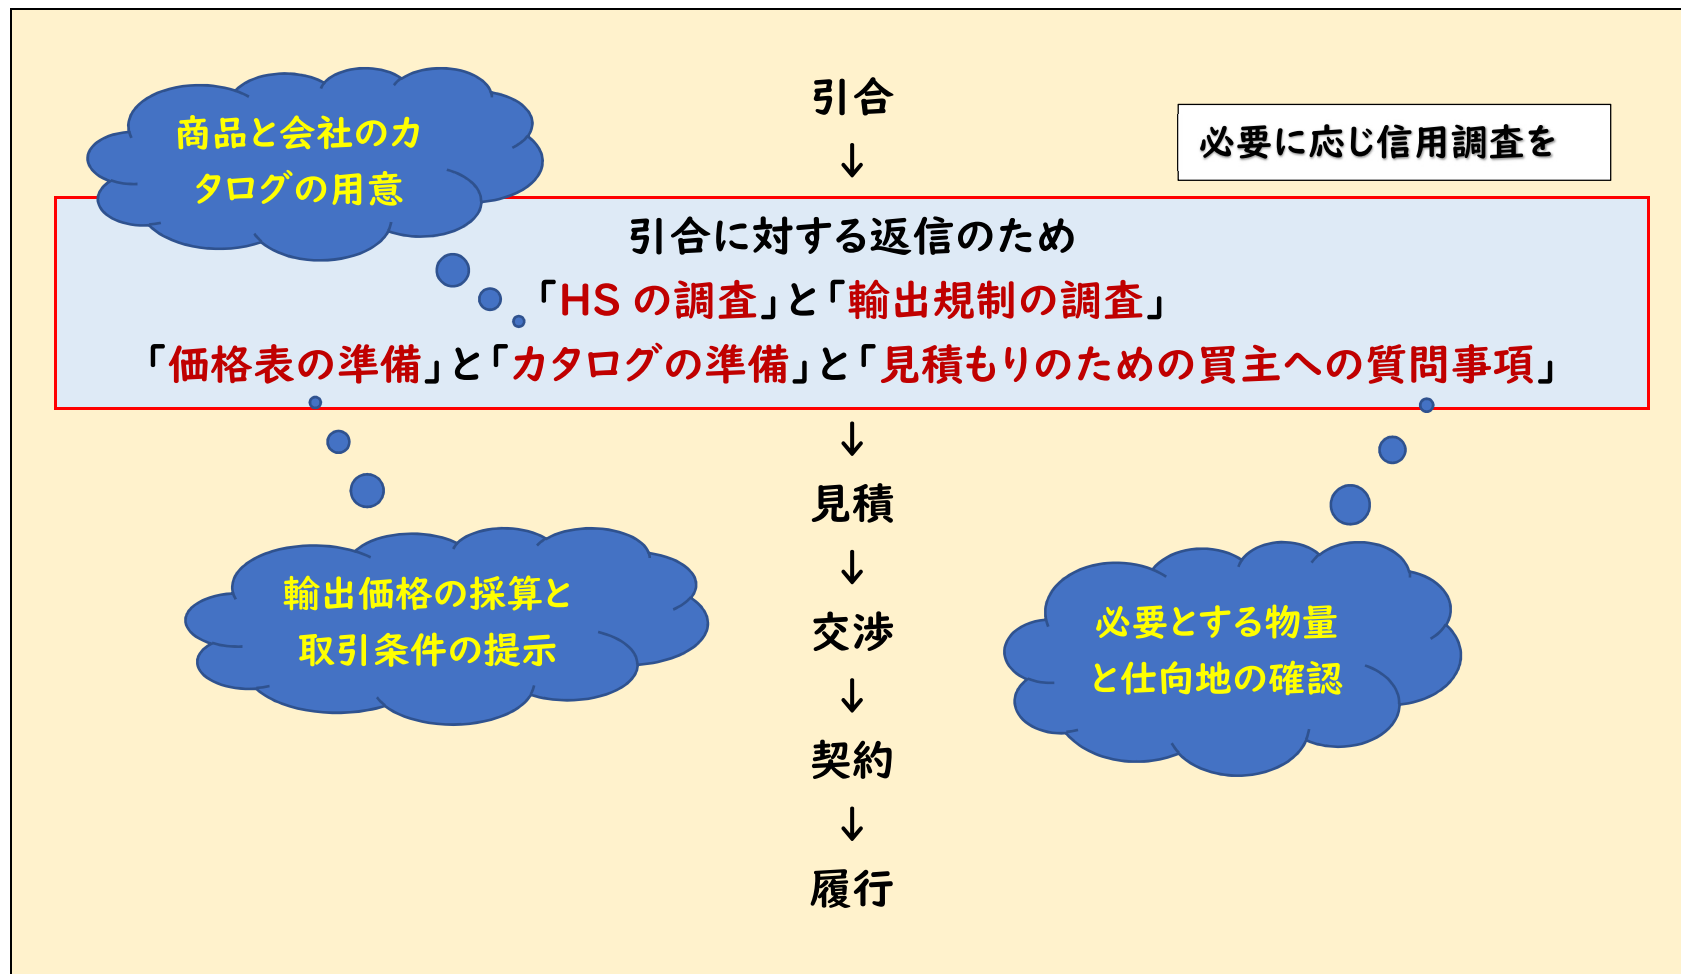 引合
商品と会社のカ
タログの用意
必要に応じ信用調査を
↓
引合に対する返信のため
「HS の調査」と「輸出規制の調査」
「価格表の準備」と「カタログの準備」と「見積もりのための買主への質問事項」
↓
見積
↓
輸出価格の採算と
取引条件の提示
交渉
必要とする物量
と仕向地の確認
↓
契約
↓
履行